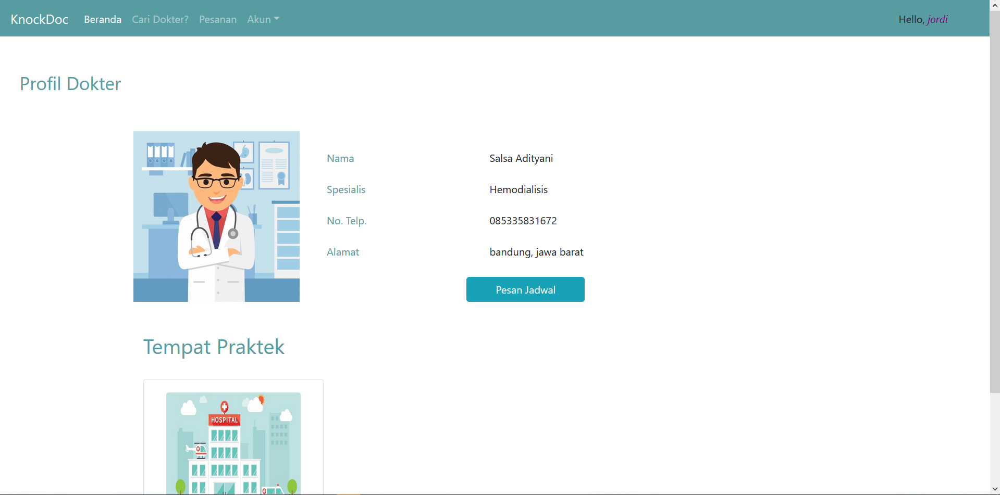 KnockDoc Beranda Cari Dokter? Pesanan Akun Hello, jordi
Profil Dokter
Nama Salsa Adityani
Spesialis Hemodialisis
No. Telp. 085335831672
Alamat bandung, jawa barat
Pesan Jadwal
Tempat Praktek
HOSPITAL